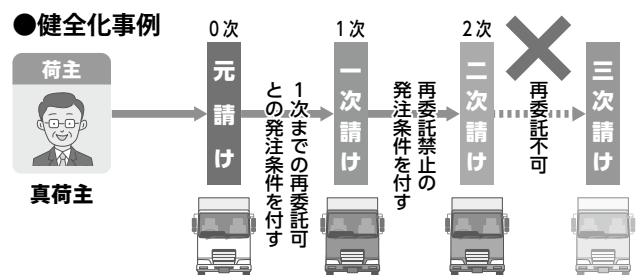 ●健全化事例
荷主
真荷主
0次
元請け
1次までの再委託可
との発注条件を付す
1次
一次請け
再委託禁止の
発注条件を付す
2次
二次請け
再委託不可
三次請け